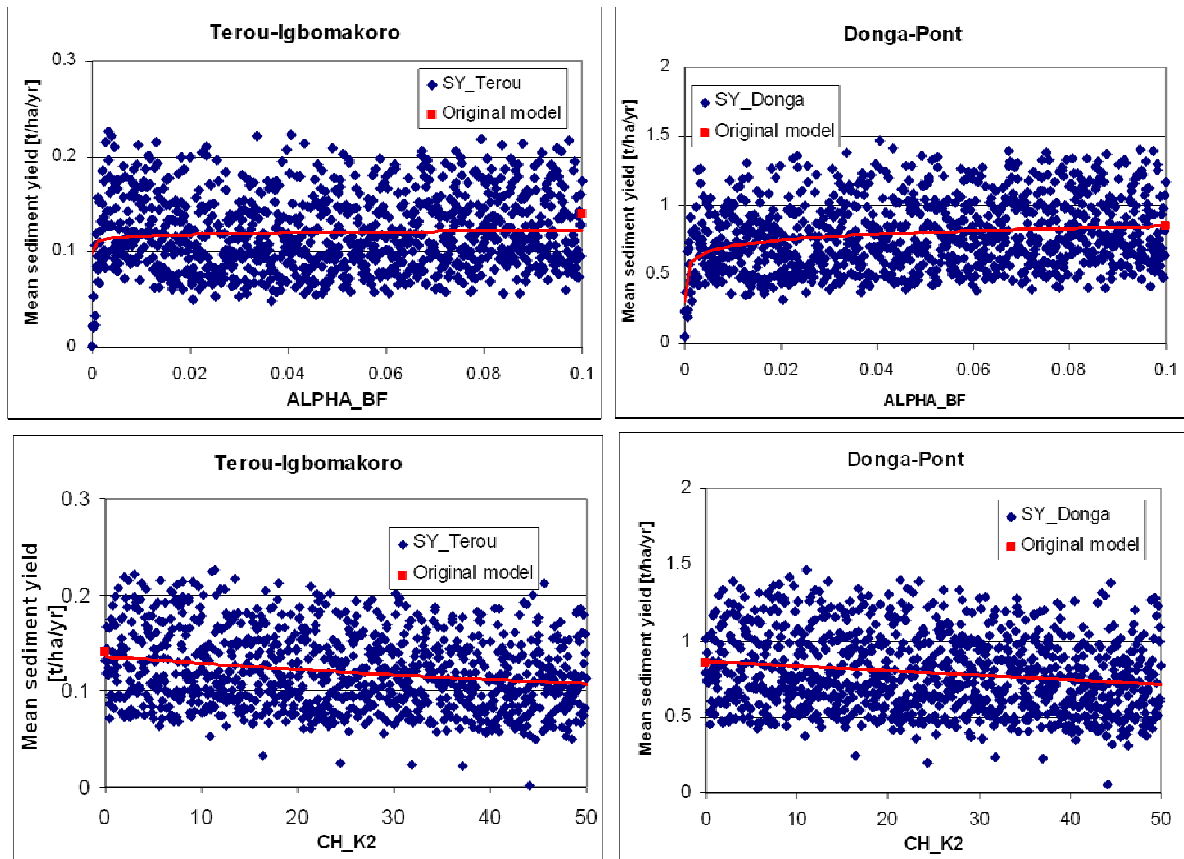 Terou-Igbomakoro
Mean sediment yield [t/ha/yr]
0.3
0.2
0.1
0
SY_Terou
Original model
0
0.02
0.04
0.06
0.08
0.1
ALPHA_BF
Donga-Pont
Mean sediment yield [t/ha/yr]
2
1.5
1
0.5
0
SY_Donga
Original model
0
0.02
0.04
0.06
0.08
0.1
ALPHA_BF
Terou-Igbomakoro
Mean sediment yield
[t/ha/yr]
0.3
0.2
0.1
0
SY_Terou
Original model
0
10
20
30
40
50
CH_K2
Donga-Pont
Mean sediment yield [t/ha/yr]
2
1.5
1
0.5
0
SY_Donga
Original model
0
10
20
30
40
50
CH_K2